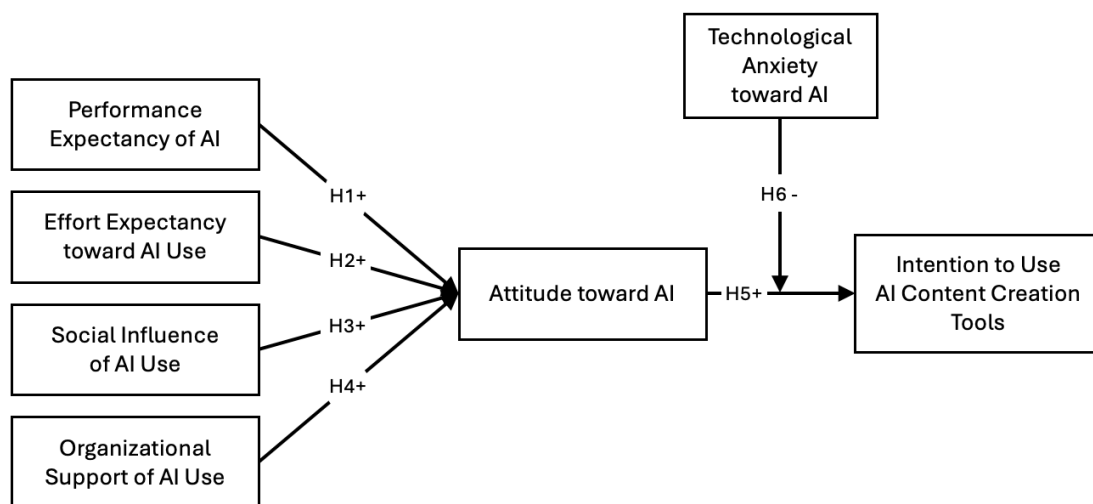 Technological
Anxiety
toward AI
Performance
Expectancy of AI
H1+
H6 -
Effort Expectancy
toward AI Use
H2+
Attitude toward AI
H5+
Intention to Use
AI Content Creation
Tools
Social Influence
of AI Use
H3+
H4+
Organizational
Support of AI Use